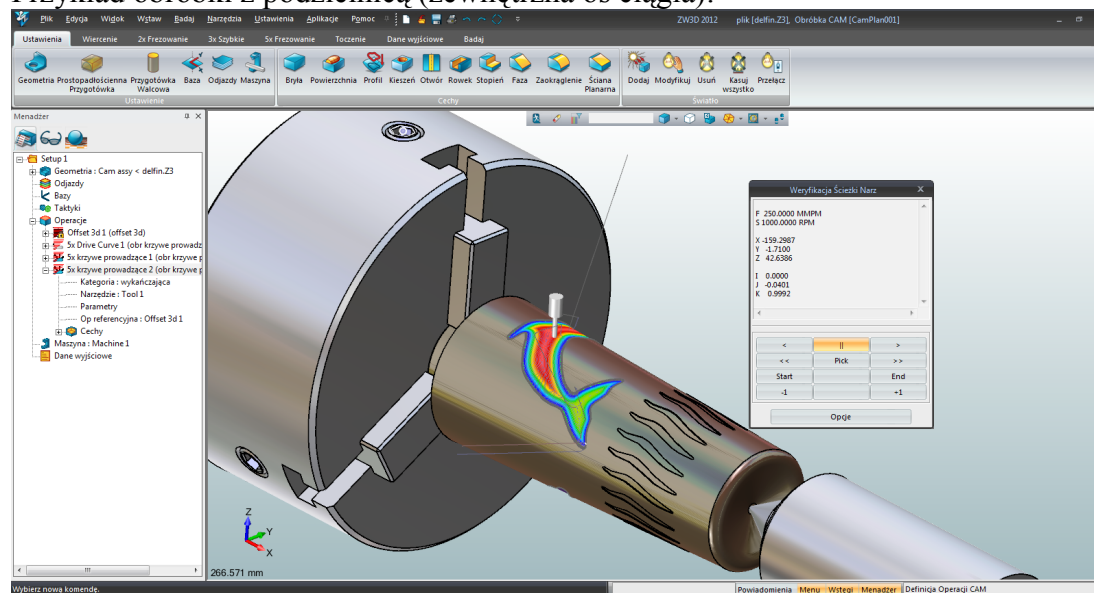 Przykład obróbki z podzielnicą (zewnętrzna oś ciągła):
Plik Edycja Widok Wstaw Badaj Narzędzia Ustawienia Aplikacje Pomoc ZW3D 2012 plik [delfin.Z3], Obróbka CAM [CamPlan001]
Ustawienia Wiercenie 2x Frezowanie 3x Szybkie 5x Frezowanie Toczenie Dane wyjściowe Badaj
Geometria Prostopadłościenna Przygotówka Baza Odjazdy Maszyna Bryła Powierzchnia Profil Kieszeń Otwór Rowek Stopień Faza Zaokrąglenie Ściana Dodaj Modyfikuj Usuń Kasuj Przełącz
Przygotówka Walcowa Planarna wszystko
Ustawienie Cechy Światło
Menadżer
Setup 1
Geometria : Cam assy < delfin.Z3
Odjazdy
Bazy
Taktyki
Operacje
Offset 3d 1 (offset 3d)
5x Drive Curve 1 (obr krzywe prowadz
5x krzywe prowadzące 1 (obr krzywe p
5x krzywe prowadzące 2 (obr krzywe p
Kategoria : wykańczająca
Narzędzie : Tool 1
Parametry
Op referencyjna : Offset 3d 1
Cechy
Maszyna : Machine 1
Dane wyjściowe
Weryfikacja Ścieżki Narz X
F 250.0000 MMPM
S 1000.0000 RPM
X -159.2987
Y -1.7100
Z 42.6386
I 0.0000
J -0.0401
K 0.9992
< || >
<< Pick >>
Start End
-1 +1
Opcje
Z
Y
X
266.571 mm
Wybierz nową komendę. Powiadomienia Menu Wstęgi Menadżer Definicja Operacji CAM